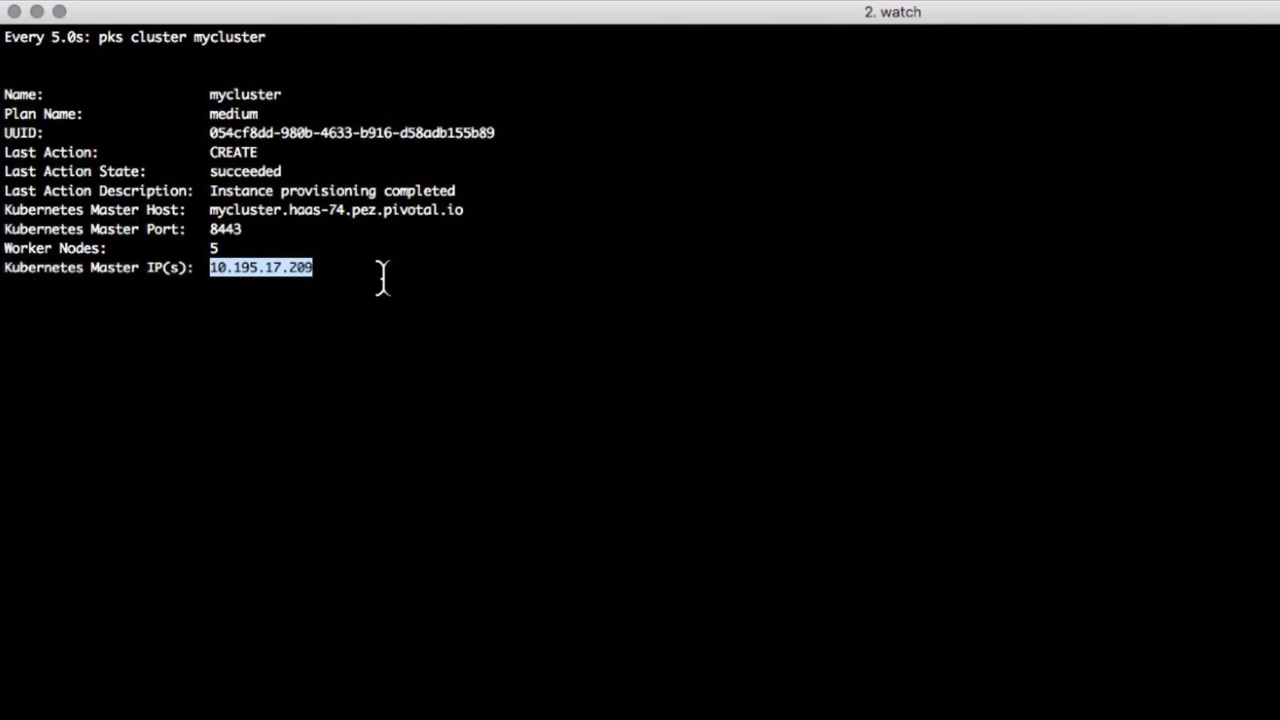 2. watch
Every 5.0s: pks cluster mycluster
Name: mycluster
Plan Name: medium
UUID: 054cf8dd-980b-4633-b916-d58adb155b89
Last Action: CREATE
Last Action State: succeeded
Last Action Description: Instance provisioning completed
Kubernetes Master Host: mycluster.haas-74.pez.pivotal.io
Kubernetes Master Port: 8443
Worker Nodes: 5
Kubernetes Master IP(s): 10.195.17.209